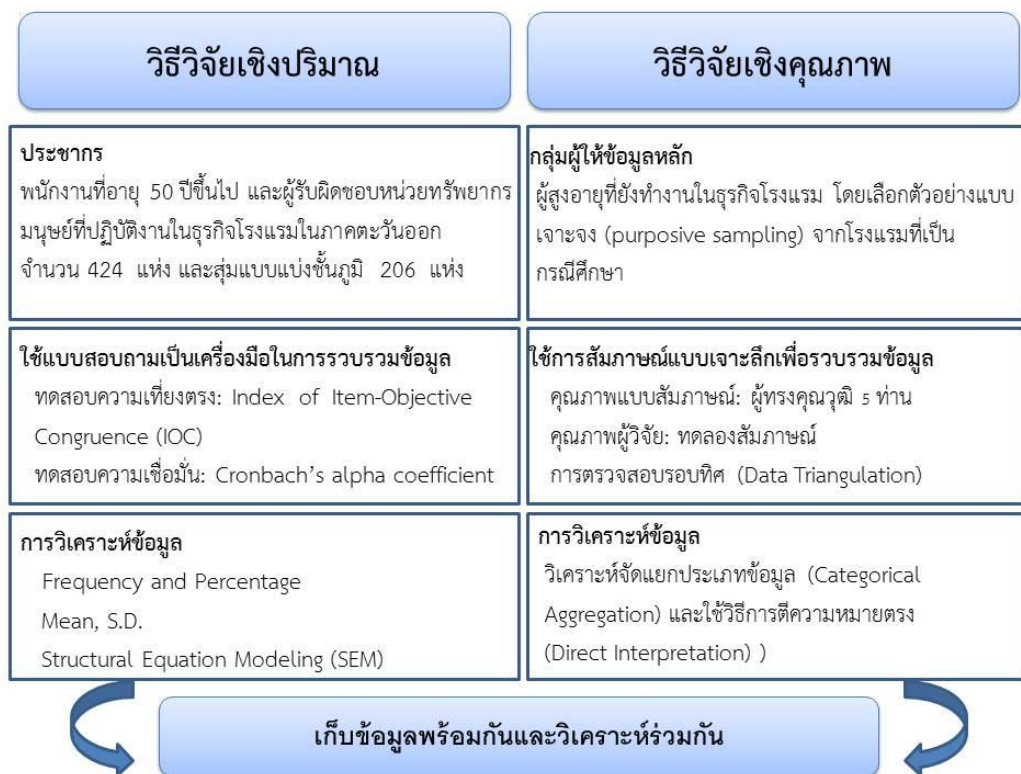 วิธีวิจัยเชิงปริมาณ
วิธีวิจัยเชิงคุณภาพ
ประชากร
พนักงานที่อายุ 50 ปีขึ้นไป และผู้รับผิดชอบหน่วยทรัพยากร
มนุษย์ที่ปฏิบัติงานในธุรกิจโรงแรมในภาคตะวันออก
จำนวน 424 แห่ง และสุ่มแบบแบ่งชั้นภูมิ 206 แห่ง
กลุ่มผู้ให้ข้อมูลหลัก
ผู้สูงอายุที่ยังทำงานในธุรกิจโรงแรม โดยเลือกตัวอย่างแบบ
เจาะจง (purposive sampling) จากโรงแรมที่เป็น
กรณีศึกษา
ใช้แบบสอบถามเป็นเครื่องมือในการรวบรวมข้อมูล
ทดสอบความเที่ยงตรง: Index of Item-Objective
Congruence (IOC)
ทดสอบความเชื่อมั่น: Cronbach's alpha coefficient
ใช้การสัมภาษณ์แบบเจาะลึกเพื่อรวบรวมข้อมูล
คุณภาพแบบสัมภาษณ์: ผู้ทรงคุณวุฒิ 5 ท่าน
คุณภาพผู้วิจัย: ทดลองสัมภาษณ์
การตรวจสอบรอบทิศ (Data Triangulation)
การวิเคราะห์ข้อมูล
Frequency and Percentage
Mean, S.D.
Structural Equation Modeling (SEM)
การวิเคราะห์ข้อมูล
วิเคราะห์จัดแยกประเภทข้อมูล (Categorical
Aggregation) และใช้วิธีการตีความหมายตรง
(Direct Interpretation) )
เก็บข้อมูลพร้อมกันและวิเคราะห์ร่วมกัน